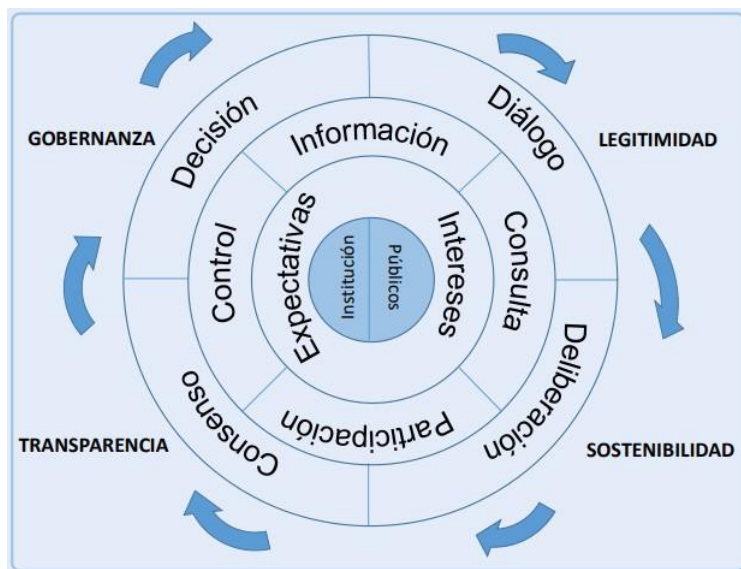 Decisión
Diálogo
GOBERNANZA
Información
LEGITIMIDAD
Control
Expectativas
Institución
Públicos
Intereses
Consulta
Consenso
Participación
Deliberación
TRANSPARENCIA
SOSTENIBILIDAD